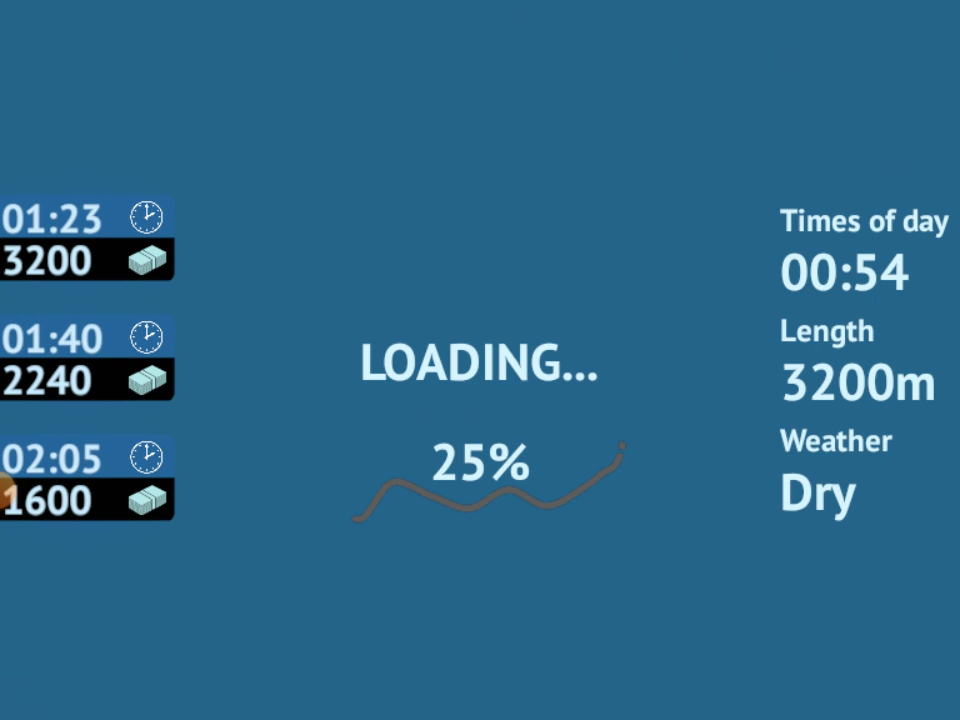 01:23
3200
01:40
2240
02:05
1600
LOADING...
25%
Times of day
00:54
Length
3200m
Weather
Dry